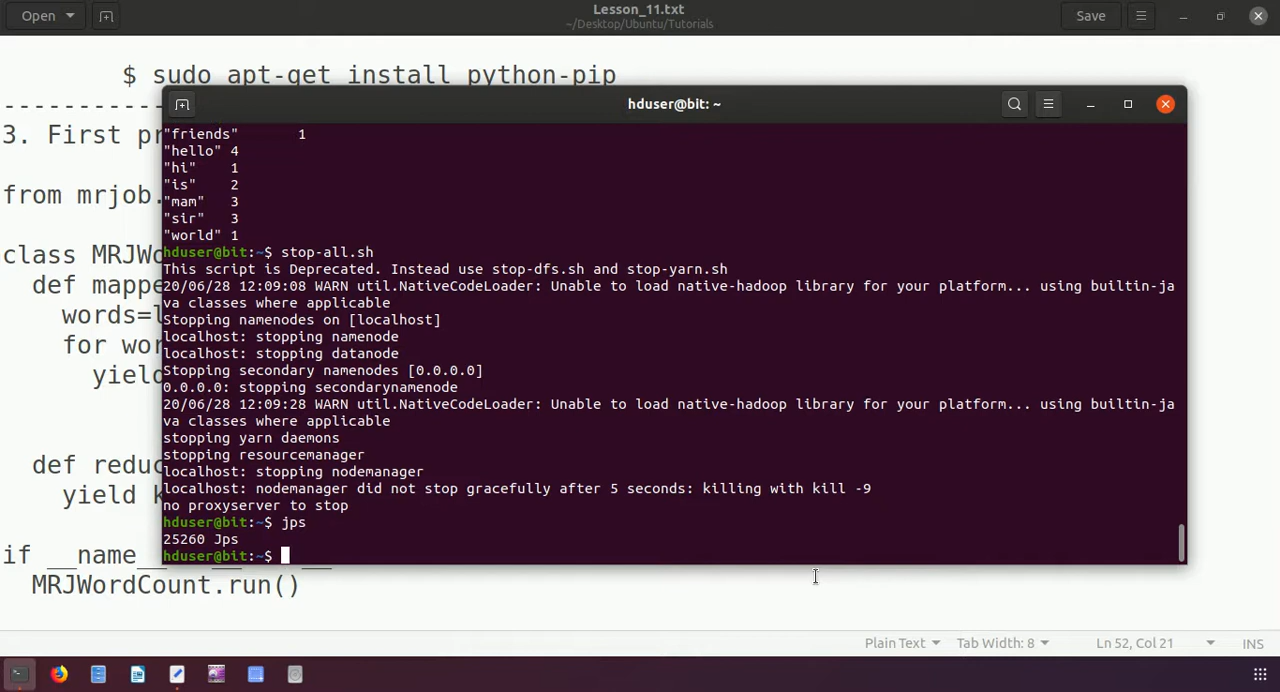 Open
Lesson_11.txt
~/Desktop/Ubuntu/Tutorials
Save
$ sudo apt-get install python-pip
3. First pr
from mrjob.
class MRJWo
def mappe
words=l
for wor
yield
def reduc
yield k
if __name__
MRJWordCount.run()
hduser@bit: ~
"friends" 1
"hello" 4
"hi" 1
"is" 2
"mam" 3
"sir" 3
"world" 1
hduser@bit:~$ stop-all.sh
This script is Deprecated. Instead use stop-dfs.sh and stop-yarn.sh
20/06/28 12:09:08 WARN util.NativeCodeLoader: Unable to load native-hadoop library for your platform... using builtin-ja
va classes where applicable
Stopping namenodes on [localhost]
localhost: stopping namenode
localhost: stopping datanode
Stopping secondary namenodes [0.0.0.0]
0.0.0.0: stopping secondarynamenode
20/06/28 12:09:28 WARN util.NativeCodeLoader: Unable to load native-hadoop library for your platform... using builtin-ja
va classes where applicable
stopping yarn daemons
stopping resourcemanager
localhost: stopping nodemanager
localhost: nodemanager did not stop gracefully after 5 seconds: killing with kill -9
no proxyserver to stop
hduser@bit:~$ jps
25260 Jps
hduser@bit:~$
Plain Text
Tab Width: 8
Ln 52, Col 21
INS